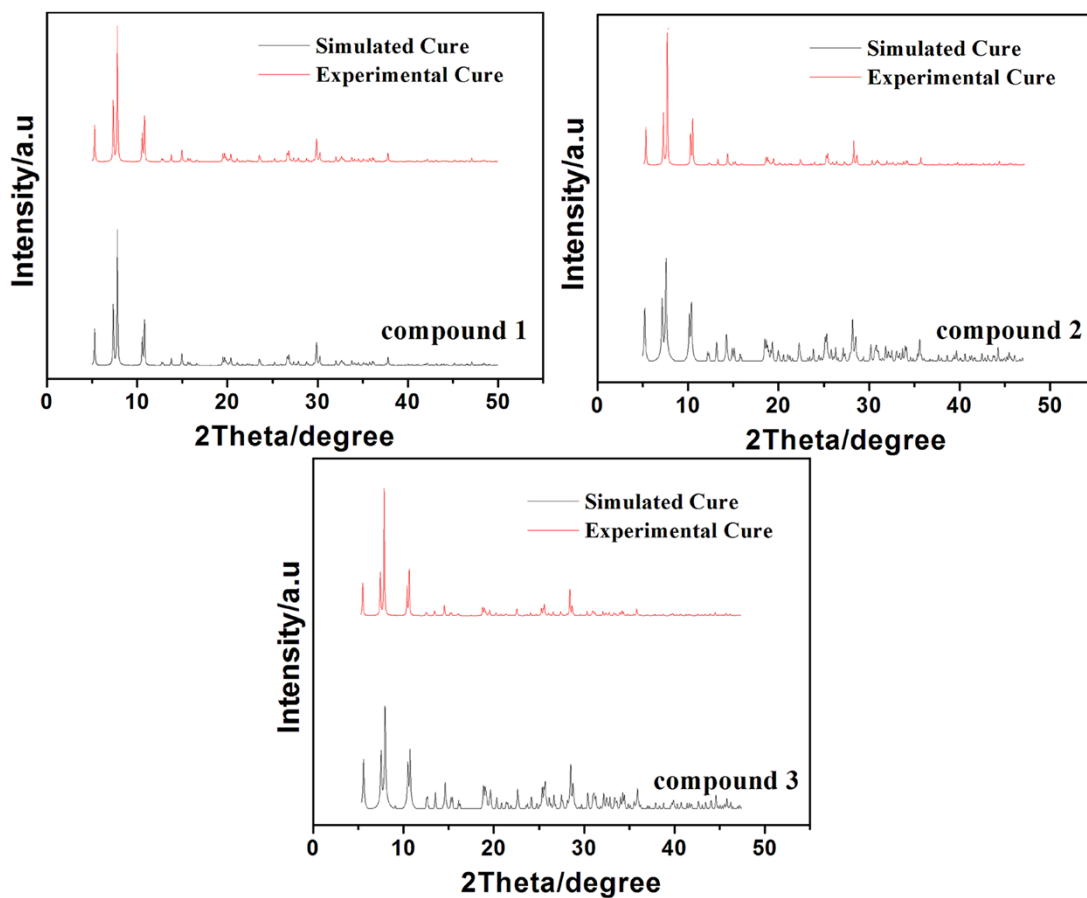 Intensity/a.u
Simulated Cure
Experimental Cure
compound 1
0 10 20 30 40 50
2Theta/degree
Intensity/a.u
Simulated Cure
Experimental Cure
compound 2
0 10 20 30 40 50
2Theta/degree
Intensity/a.u
Simulated Cure
Experimental Cure
compound 3
0 10 20 30 40 50
2Theta/degree